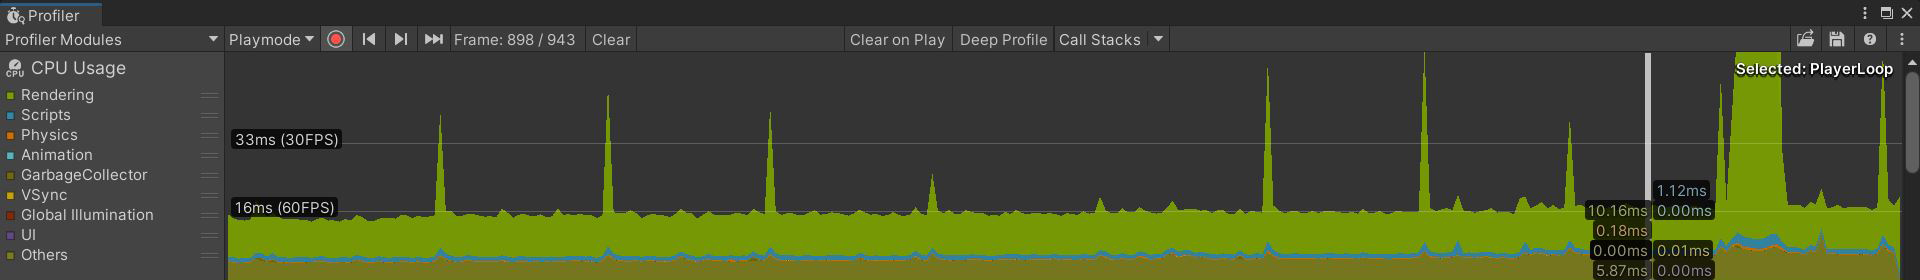 Profiler
Profiler Modules Playmode Frame: 898 / 943 Clear Clear on Play Deep Profile Call Stacks
CPU Usage
Selected: PlayerLoop
Rendering
Scripts
Physics
Animation
GarbageCollector
VSync
Global Illumination
UI
Others
33ms (30FPS)
16ms (60FPS)
1.12ms
10.16ms 0.00ms
0.18ms
0.00ms 0.01ms
5.87ms 0.00ms